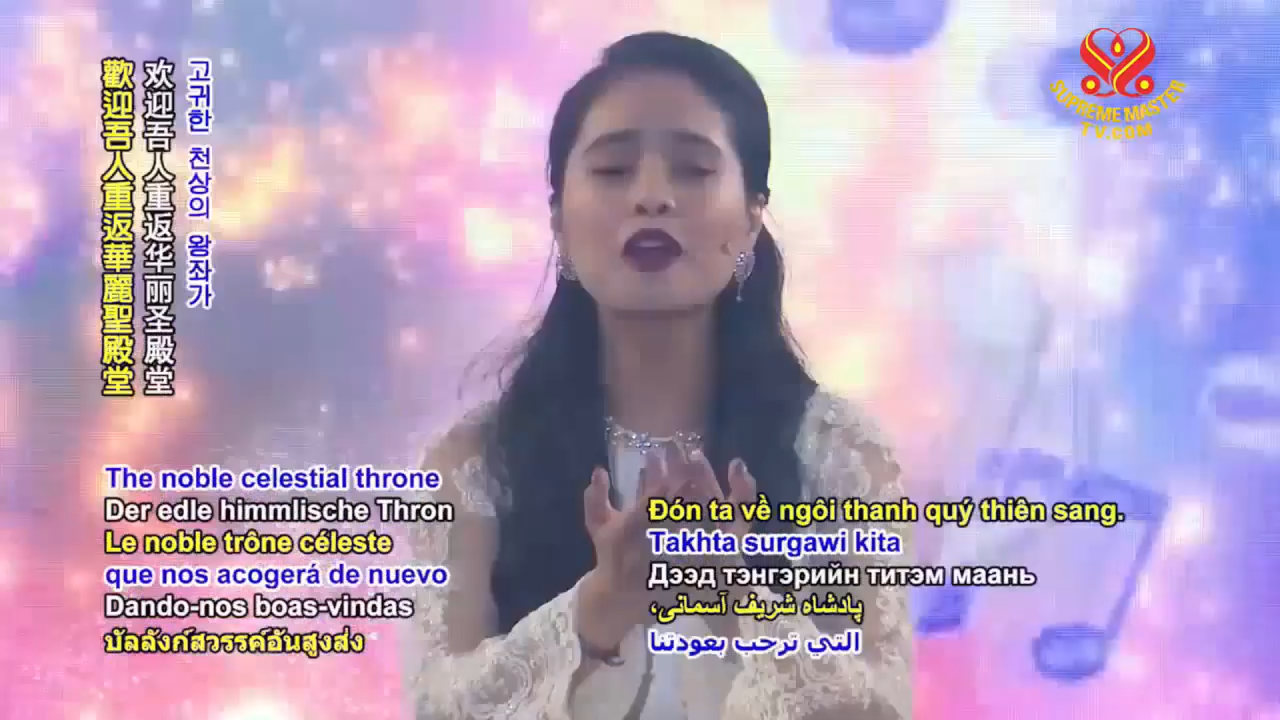 歡迎吾人重返華麗聖殿堂
欢迎吾人重返华丽圣殿堂
고귀한 천상의 왕좌가
SUPREME MASTER
TV.COM
The noble celestial throne
Der edle himmlische Thron
Le noble trône céleste
que nos acogerá de nuevo
Dando-nos boas-vindas
บัลลังก์สวรรค์อันสูงส่ง
Đón ta về ngôi thanh quý thiên sang.
Takhta surgawi kita
Дээд тэнгэрийн титэм маань
پادشاه شریف آسمانی،
التي ترحب بعودتنا